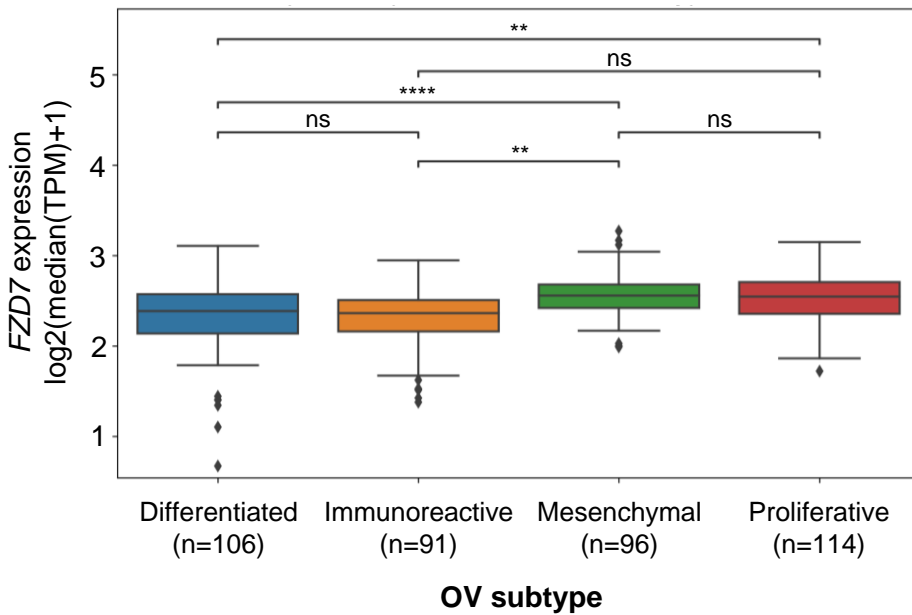 **
ns
****
ns
ns
**
5
4
3
2
1
FZD7 expression
log2(median(TPM)+1)
Differentiated Immunoreactive Mesenchymal Proliferative
(n=106) (n=91) (n=96) (n=114)
OV subtype